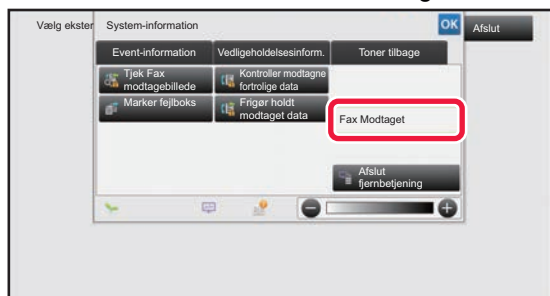 Vælg ekster
System-information
OK
Afslut
Event-information
Vedligeholdelsesinform.
Toner tilbage
Tjek Fax
modtagebillede
Kontroller modtagne
fortrolige data
Marker fejlboks
Frigør holdt
modtaget data
Fax Modtaget
Afslut
fjernbetjening